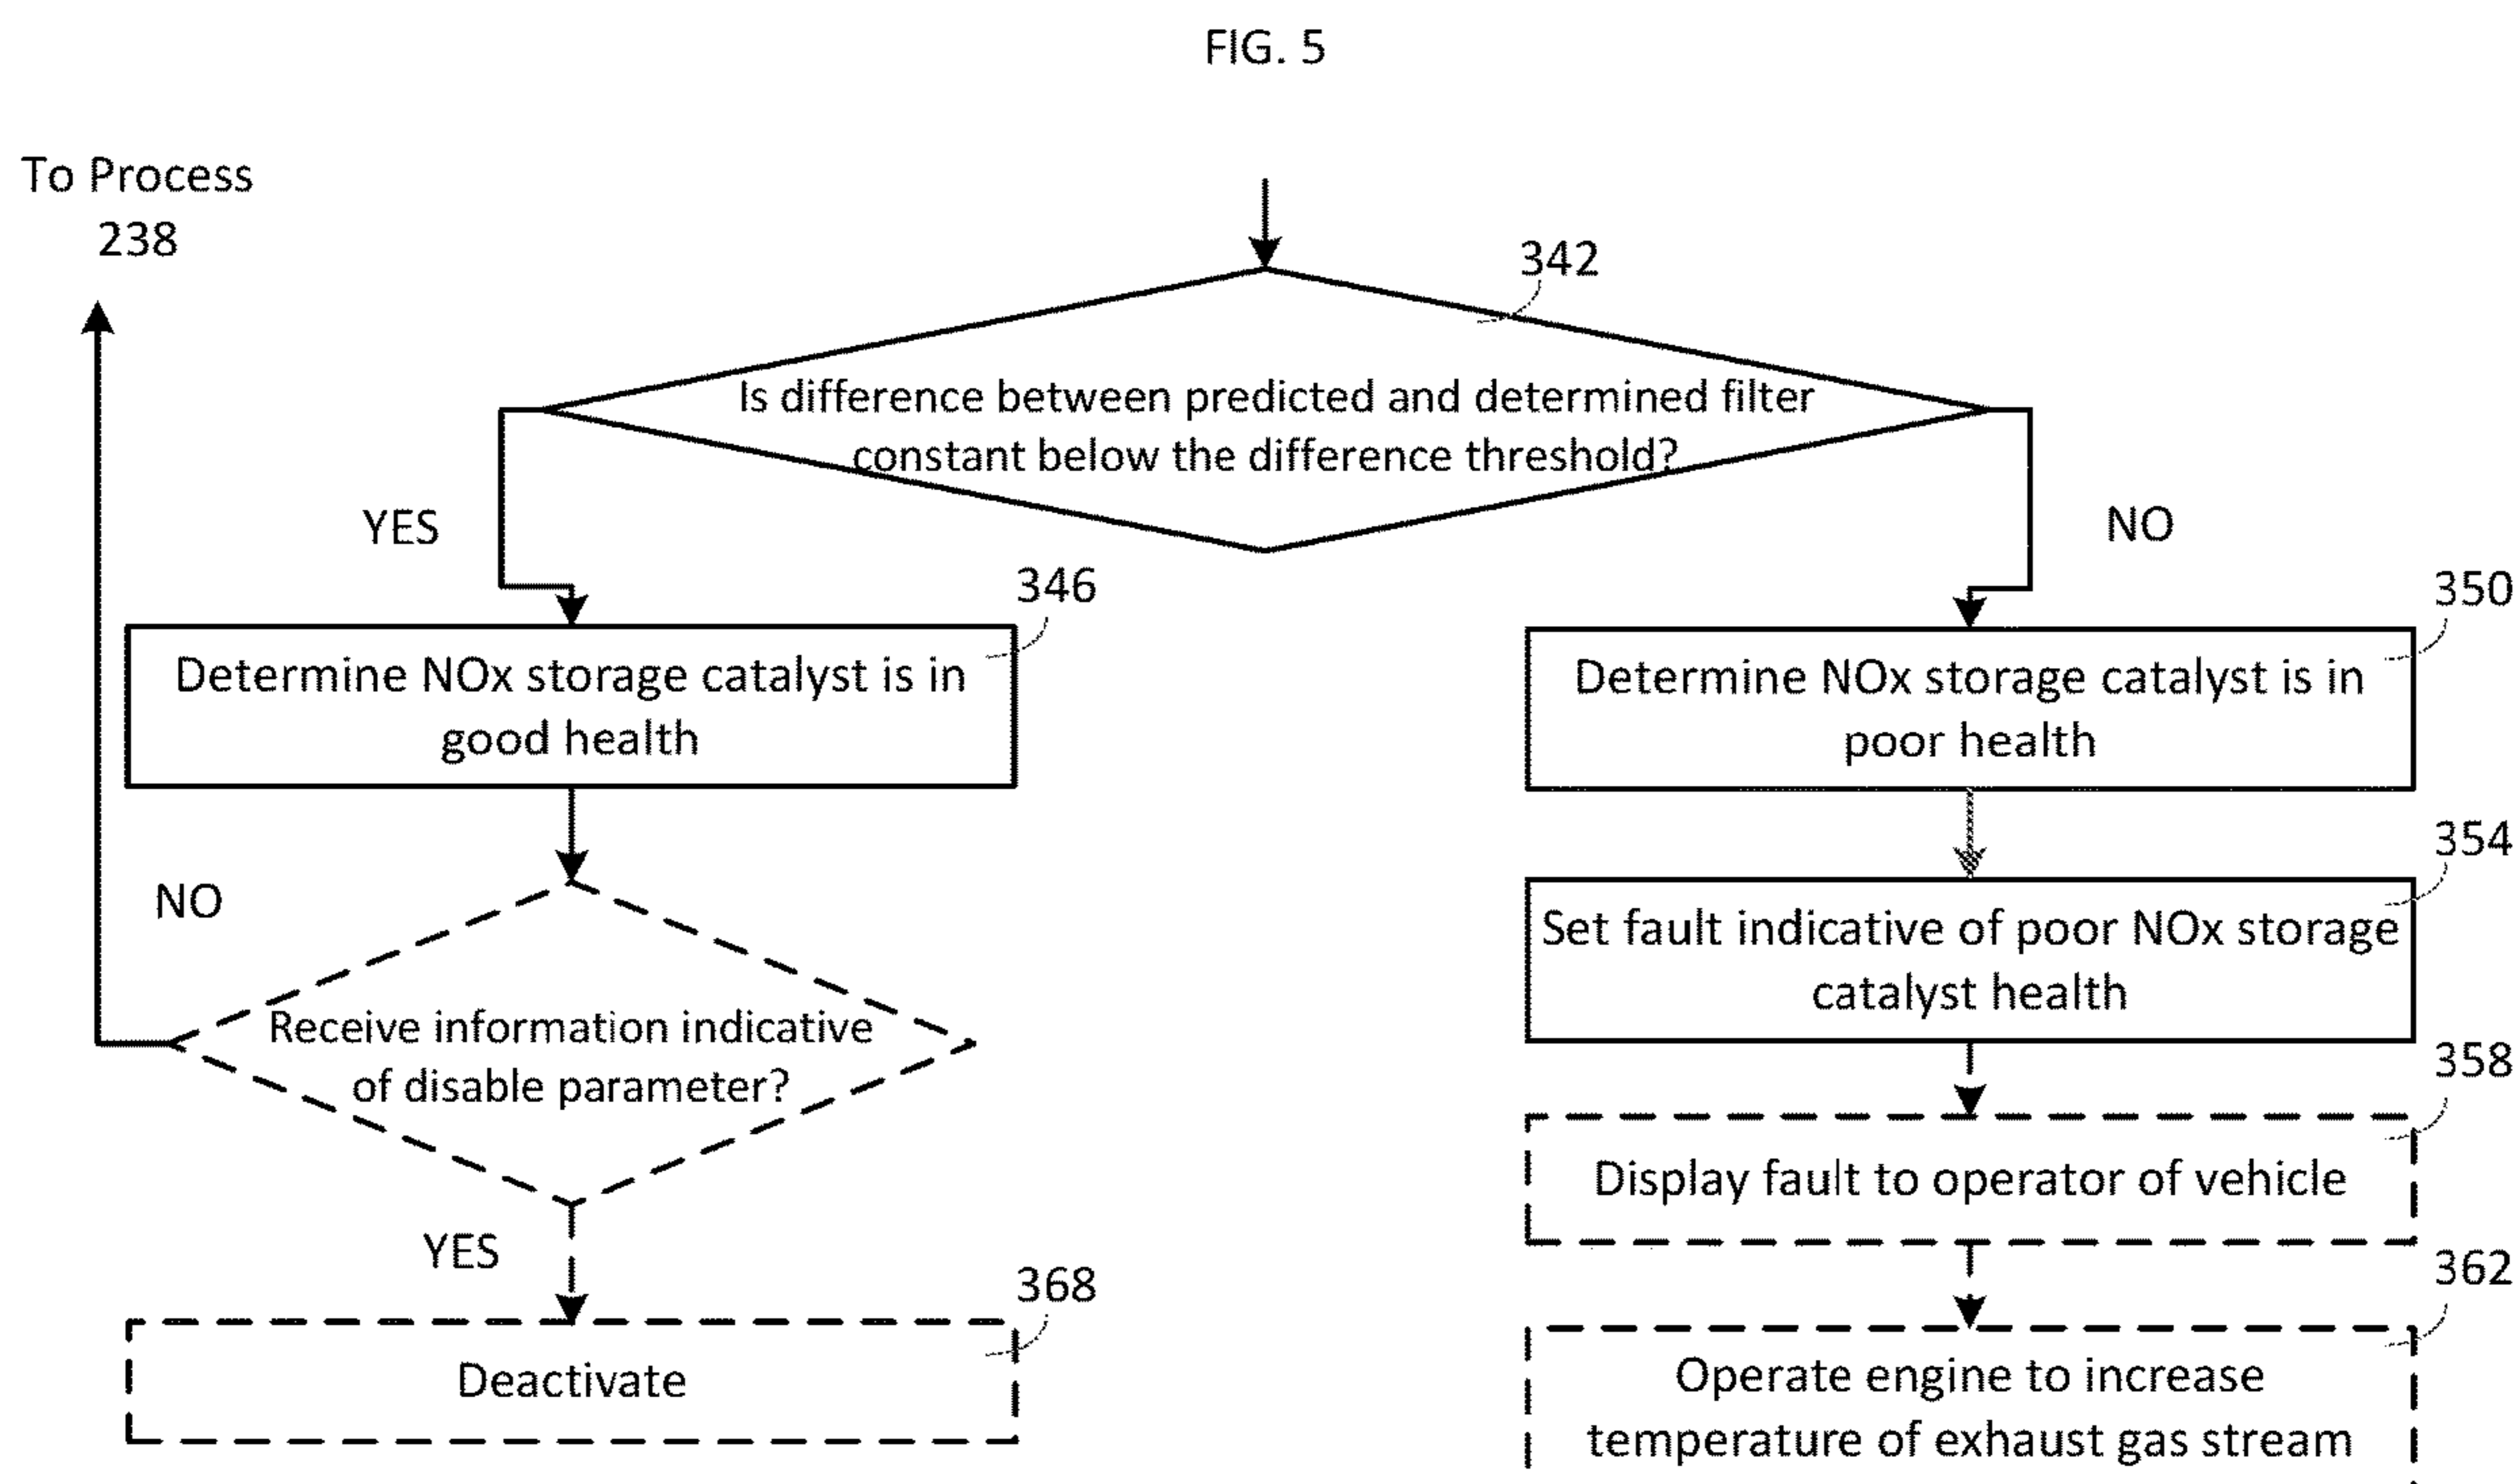 FIG. 5
To Process
238
342
Is difference between predicted and determined filter
constant below the difference threshold?
YES
NO
346
Determine NOx storage catalyst is in
good health
350
Determine NOx storage catalyst is in
poor health
354
Set fault indicative of poor NOx storage
catalyst health
NO
Receive information indicative
of disable parameter?
358
Display fault to operator of vehicle
YES
368
Deactivate
362
Operate engine to increase
temperature of exhaust gas stream